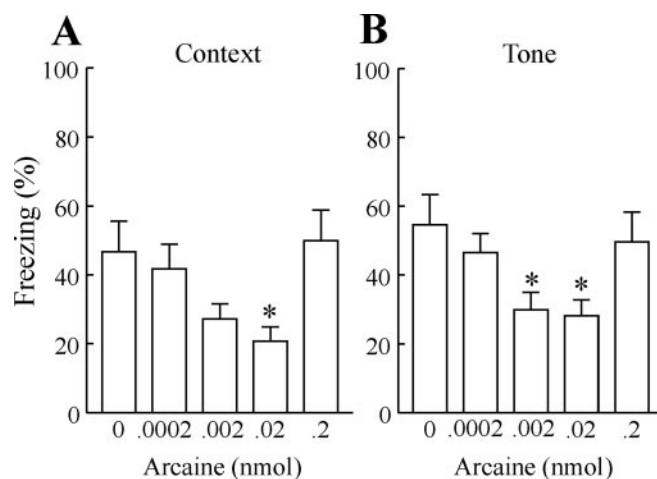 A
Context
100
80
60
40
20
0
Freezing (%)
*
0 .0002 .002 .02 .2
Arcaine (nmol)
B
Tone
100
80
60
40
20
0
* *
0 .0002 .002 .02 .2
Arcaine (nmol)